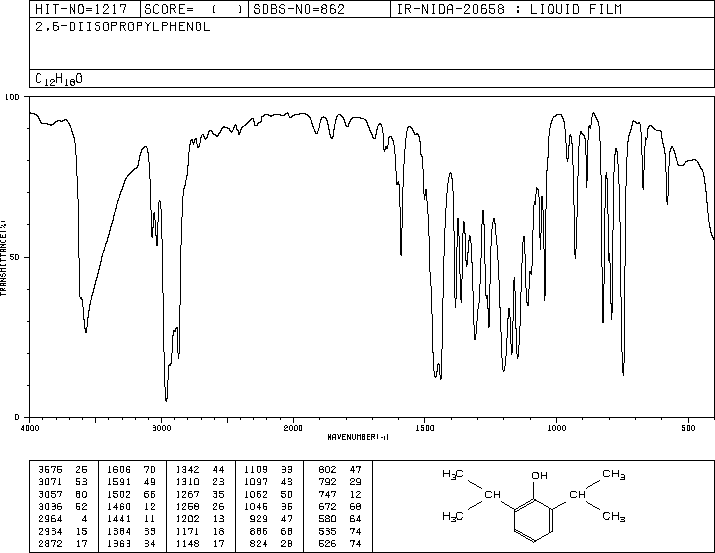 HIT-NO=1217 SCORE= ( ) SDBS-NO=862 IR-NIDA-20658 : LIQUID FILM
2,6-DIISOPROPYLPHENOL
C12H18O
100
50
0
TRANSMITTANCE(%)
4000 3000 2000 1500 1000 500
WAVENUMBER(-1)
3575 26 1606 70 1342 44 1109 33 802 47
3071 53 1591 49 1310 23 1097 43 792 29
3057 60 1502 66 1267 35 1062 50 747 12
3036 52 1460 12 1258 26 1045 36 672 68
2964 4 1441 11 1202 13 929 47 580 64
2934 15 1384 39 1171 18 886 68 535 74
2872 17 1363 34 1148 17 824 28 526 74
H3C OH CH3
CH CH
H3C CH3